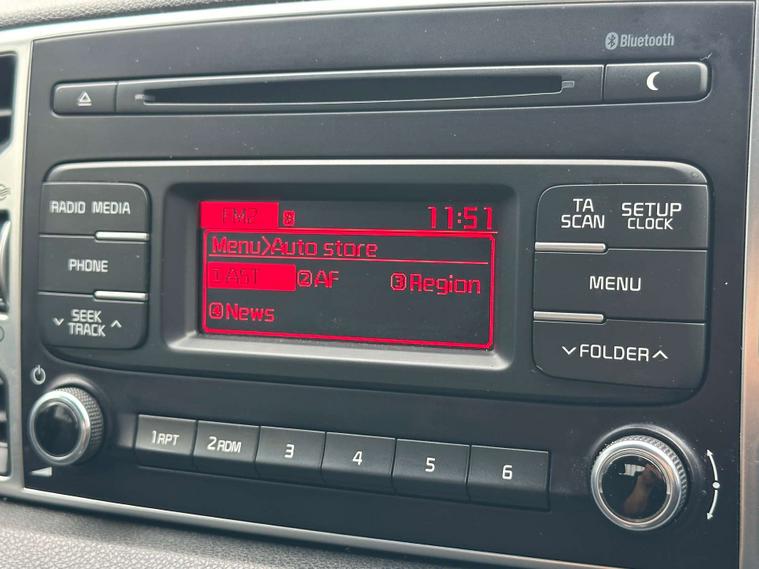 Bluetooth
RADIO MEDIA
PHONE
SEEK
TRACK
FM2 11:51
Menu>Auto store
1 AST 2 AF 3 Region
4 News
TA
SCAN
SETUP
CLOCK
MENU
FOLDER
1 RPT 2 RDM 3 4 5 6